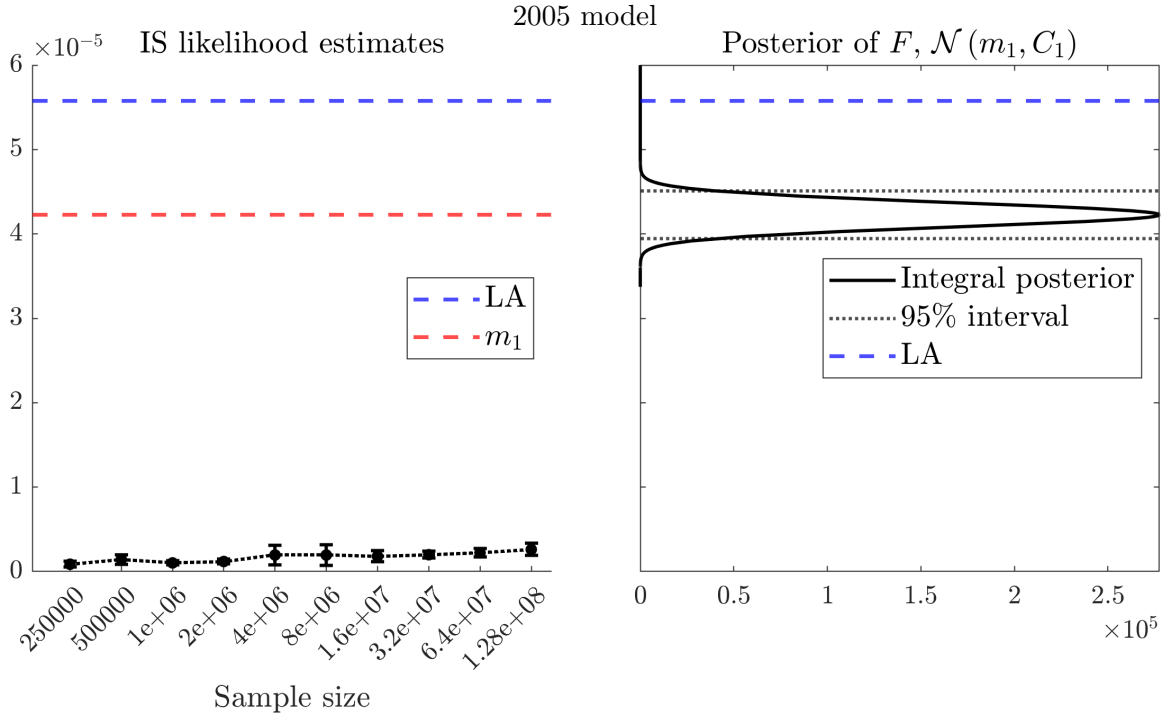 2005 model
IS likelihood estimates
×10⁻⁵
6
5
4
3
2
1
0
LA
m₁
250000
500000
1e+06
2e+06
4e+06
8e+06
1.6e+07
3.2e+07
6.4e+07
1.28e+08
Sample size
Posterior of F, 𝒩(m₁, C₁)
Integral posterior
95% interval
LA
0 0.5 1 1.5 2 2.5
×10⁵